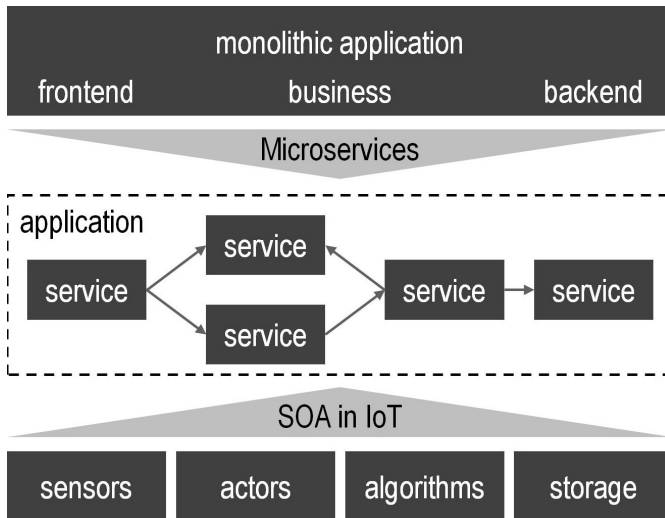 monolithic application
frontend business backend
Microservices
application
service
service
service
service
service
SOA in IoT
sensors actors algorithms storage